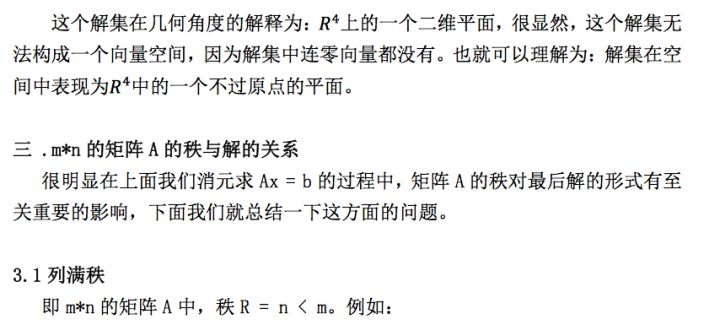 这个解集在几何角度的解释为：R⁴上的一个二维平面，很显然，这个解集无
法构成一个向量空间，因为解集中连零向量都没有。也就可以理解为：解集在空
间中表现为R⁴中的一个不过原点的平面。
三 .m*n 的矩阵 A 的秩与解的关系
很明显在上面我们消元求 Ax = b 的过程中，矩阵 A 的秩对最后解的形式有至
关重要的影响，下面我们就总结一下这方面的问题。
3.1 列满秩
即 m*n 的矩阵 A 中，秩 R = n < m。例如：